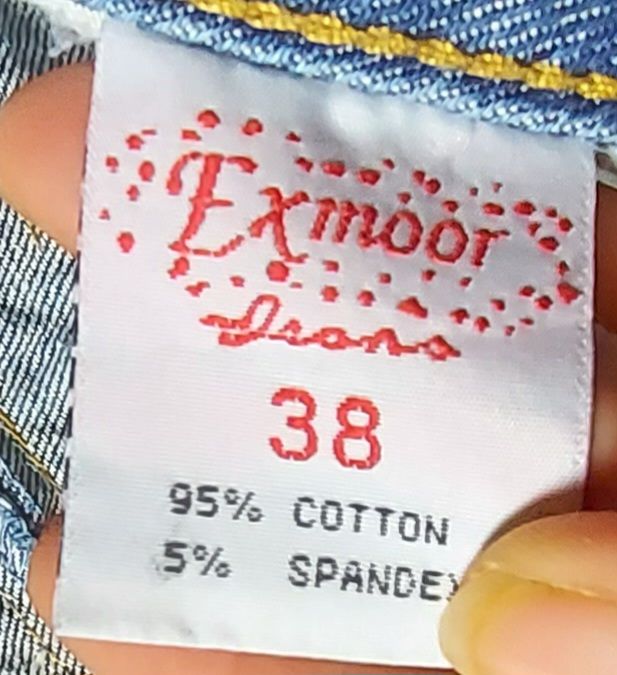 Exmoor
Jeans
38
95% COTTON
5% SPANDEX